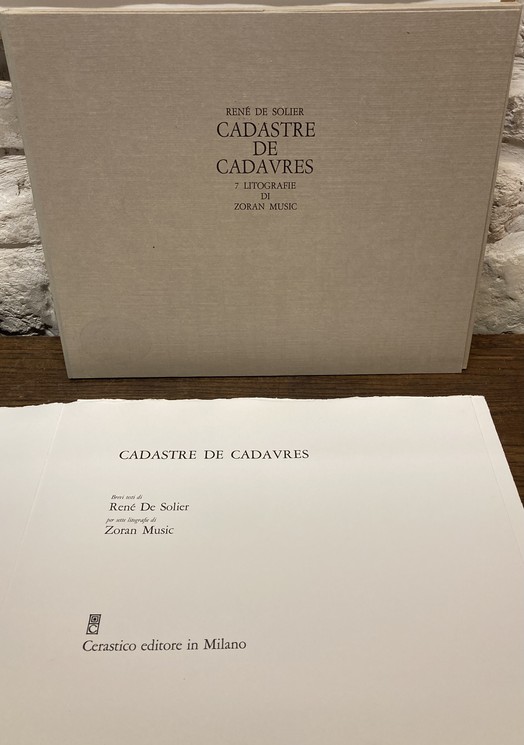 RENÉ DE SOLIER
CADASTRE
DE
CADAVRES
7 LITOGRAFIE
DI
ZORAN MUSIC
CADASTRE DE CADAVRES
Brevi testi di
René De Solier
per sette litografie di
Zoran Music
Cerastico editore in Milano